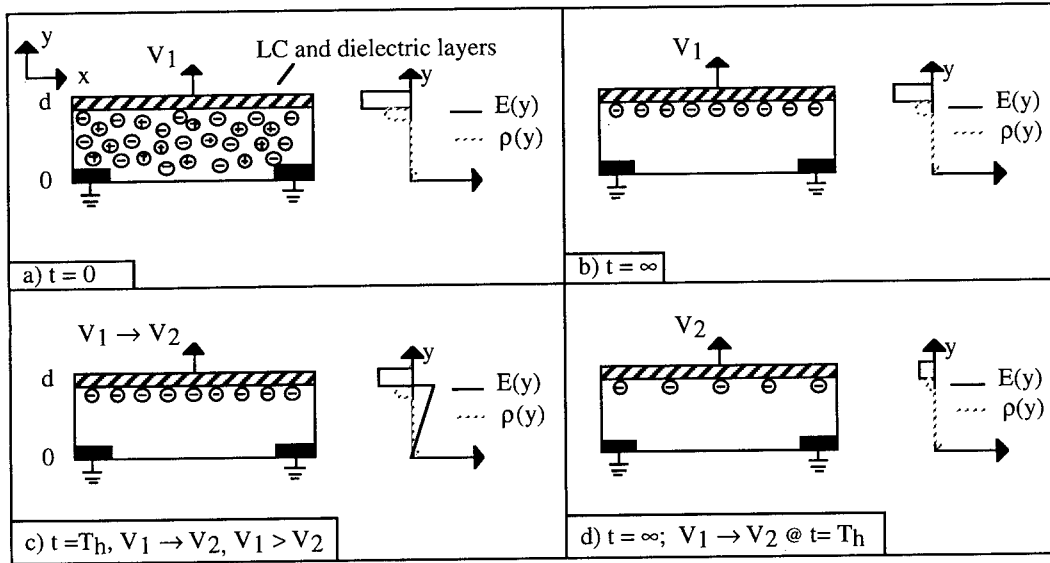 y
x
V1
LC and dielectric layers
d
0
y
E(y)
ρ(y)
a) t = 0
V1
y
E(y)
ρ(y)
b) t = ∞
V1 → V2
d
0
y
E(y)
ρ(y)
c) t =Th, V1 → V2, V1 > V2
V2
y
E(y)
ρ(y)
d) t = ∞; V1 → V2 @ t= Th